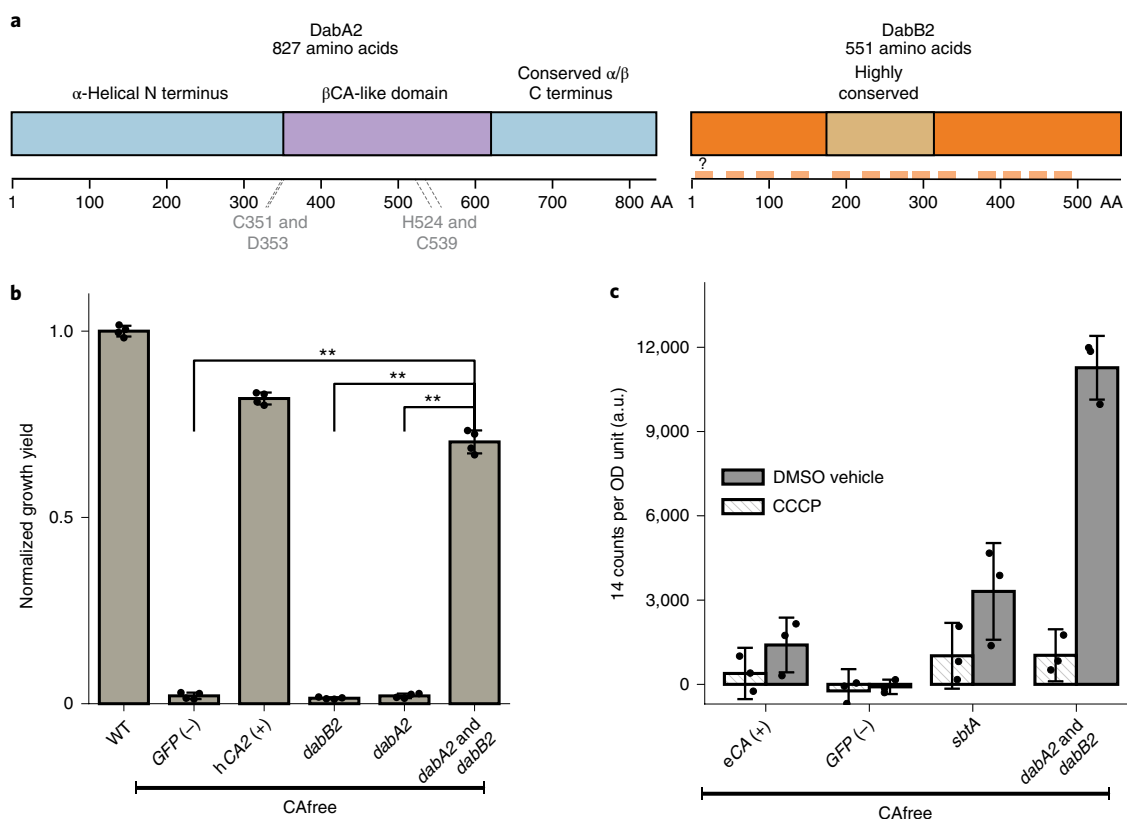 a
DabA2
827 amino acids
α-Helical N terminus
βCA-like domain
Conserved α/β
C terminus
1 100 200 300 400 500 600 700 800 AA
C351 and
D353
H524 and
C539
DabB2
551 amino acids
Highly
conserved
?
1 100 200 300 400 500 AA
b
Normalized growth yield
1.0
0.5
0
**
**
**
WT
GFP (–)
hCA2 (+)
dabB2
dabA2
dabA2 and
dabB2
CAfree
c
14 counts per OD unit (a.u.)
12,000
9,000
6,000
3,000
0
DMSO vehicle
CCCP
eCA (+)
GFP (–)
sbtA
dabA2 and
dabB2
CAfree